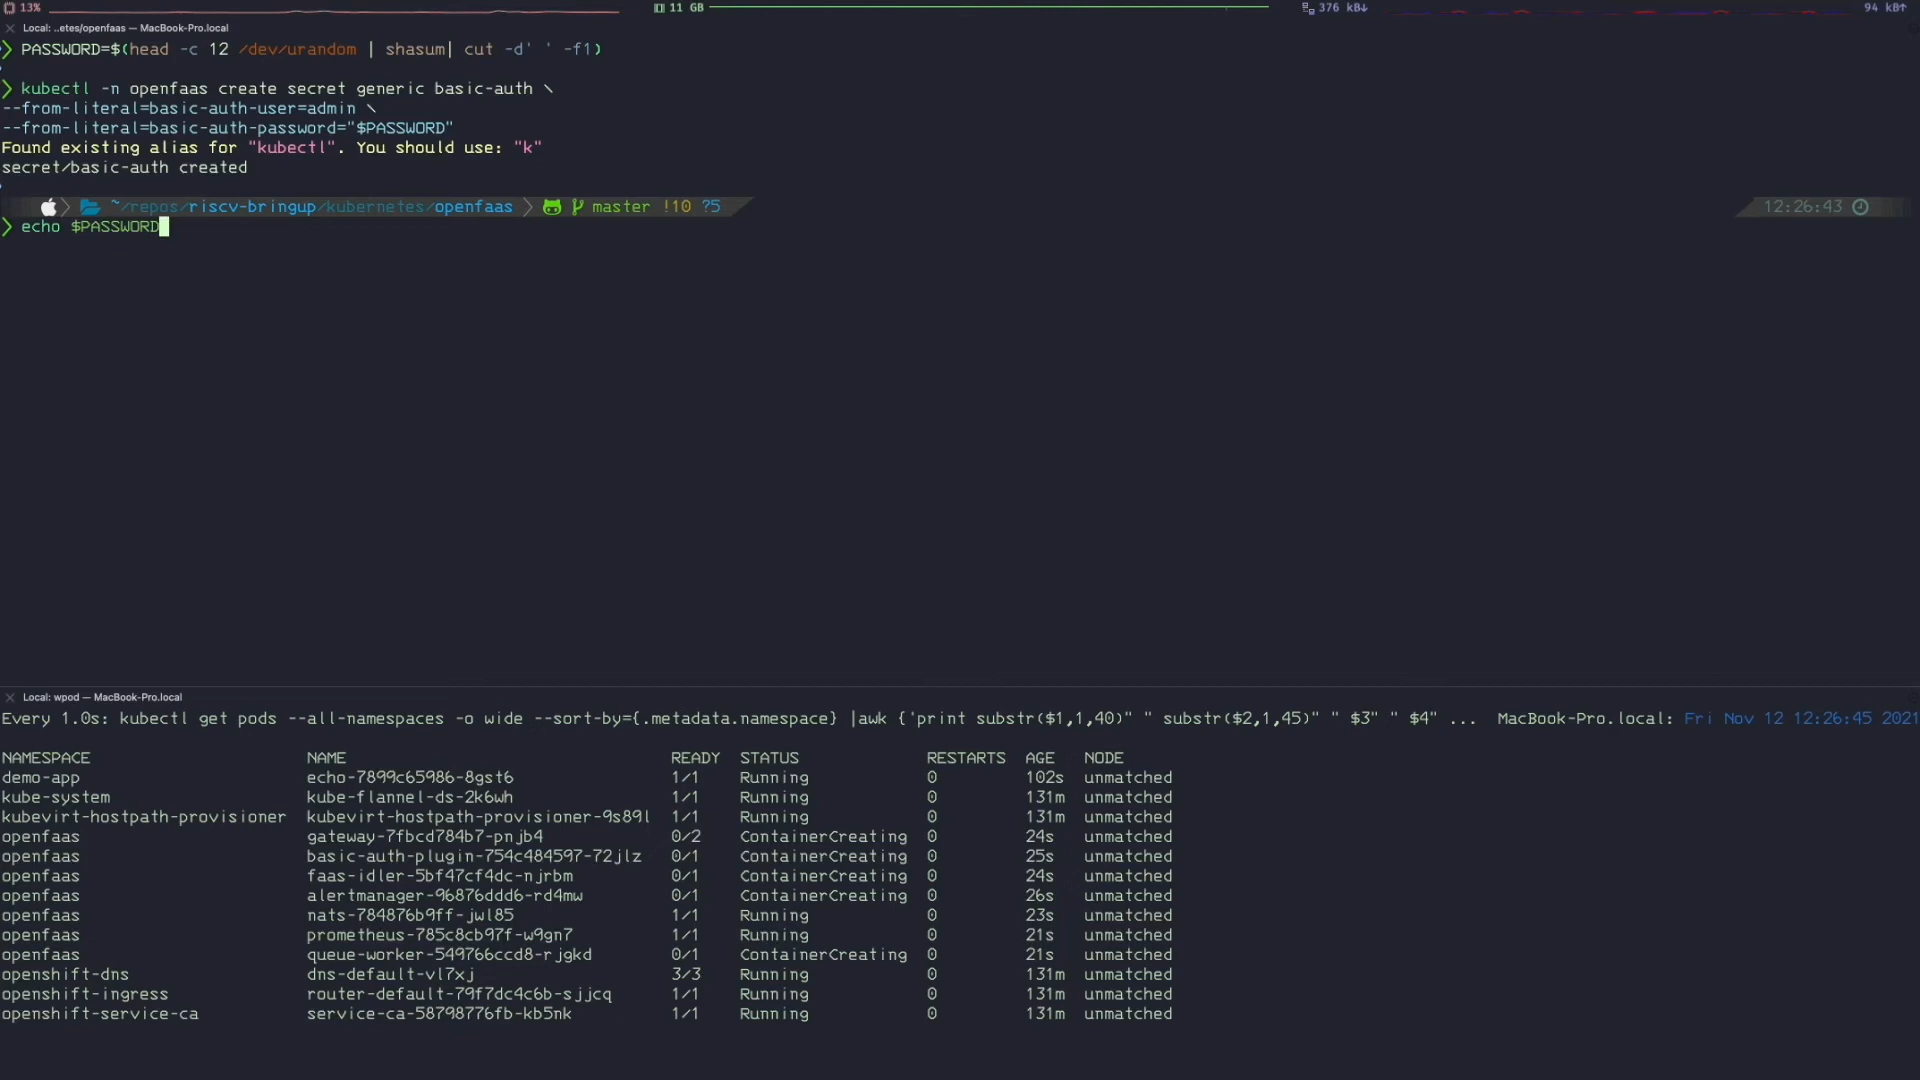 13%
11 GB
376 kB↓
94 kB↑
Local: ..etes/openfaas — MacBook-Pro.local
❯ PASSWORD=$(head -c 12 /dev/urandom | shasum| cut -d' ' -f1)
❯ kubectl -n openfaas create secret generic basic-auth \
--from-literal=basic-auth-user=admin \
--from-literal=basic-auth-password="$PASSWORD"
Found existing alias for "kubectl". You should use: "k"
secret/basic-auth created
~/repos/riscv-bringup/kubernetes/openfaas master !10 ?5 12:26:43
❯ echo $PASSWORD
Local: wpod — MacBook-Pro.local
Every 1.0s: kubectl get pods --all-namespaces -o wide --sort-by={.metadata.namespace} |awk {'print substr($1,1,40)" " substr($2,1,45)" " $3" " $4" ... MacBook-Pro.local: Fri Nov 12 12:26:45 2021
NAMESPACE NAME READY STATUS RESTARTS AGE NODE
demo-app echo-7899c65986-8gst6 1/1 Running 0 102s unmatched
kube-system kube-flannel-ds-2k6wh 1/1 Running 0 131m unmatched
kubevirt-hostpath-provisioner kubevirt-hostpath-provisioner-9s89l 1/1 Running 0 131m unmatched
openfaas gateway-7fbcd784b7-pnjb4 0/2 ContainerCreating 0 24s unmatched
openfaas basic-auth-plugin-754c484597-72jlz 0/1 ContainerCreating 0 25s unmatched
openfaas faas-idler-5bf47cf4dc-njrbm 0/1 ContainerCreating 0 24s unmatched
openfaas alertmanager-96876ddd6-rd4mw 0/1 ContainerCreating 0 26s unmatched
openfaas nats-784876b9ff-jwl85 1/1 Running 0 23s unmatched
openfaas prometheus-785c8cb97f-w9gn7 1/1 Running 0 21s unmatched
openfaas queue-worker-549766ccd8-rjgkd 0/1 ContainerCreating 0 21s unmatched
openshift-dns dns-default-vl7xj 3/3 Running 0 131m unmatched
openshift-ingress router-default-79f7dc4c6b-sjjcq 1/1 Running 0 131m unmatched
openshift-service-ca service-ca-58798776fb-kb5nk 1/1 Running 0 131m unmatched